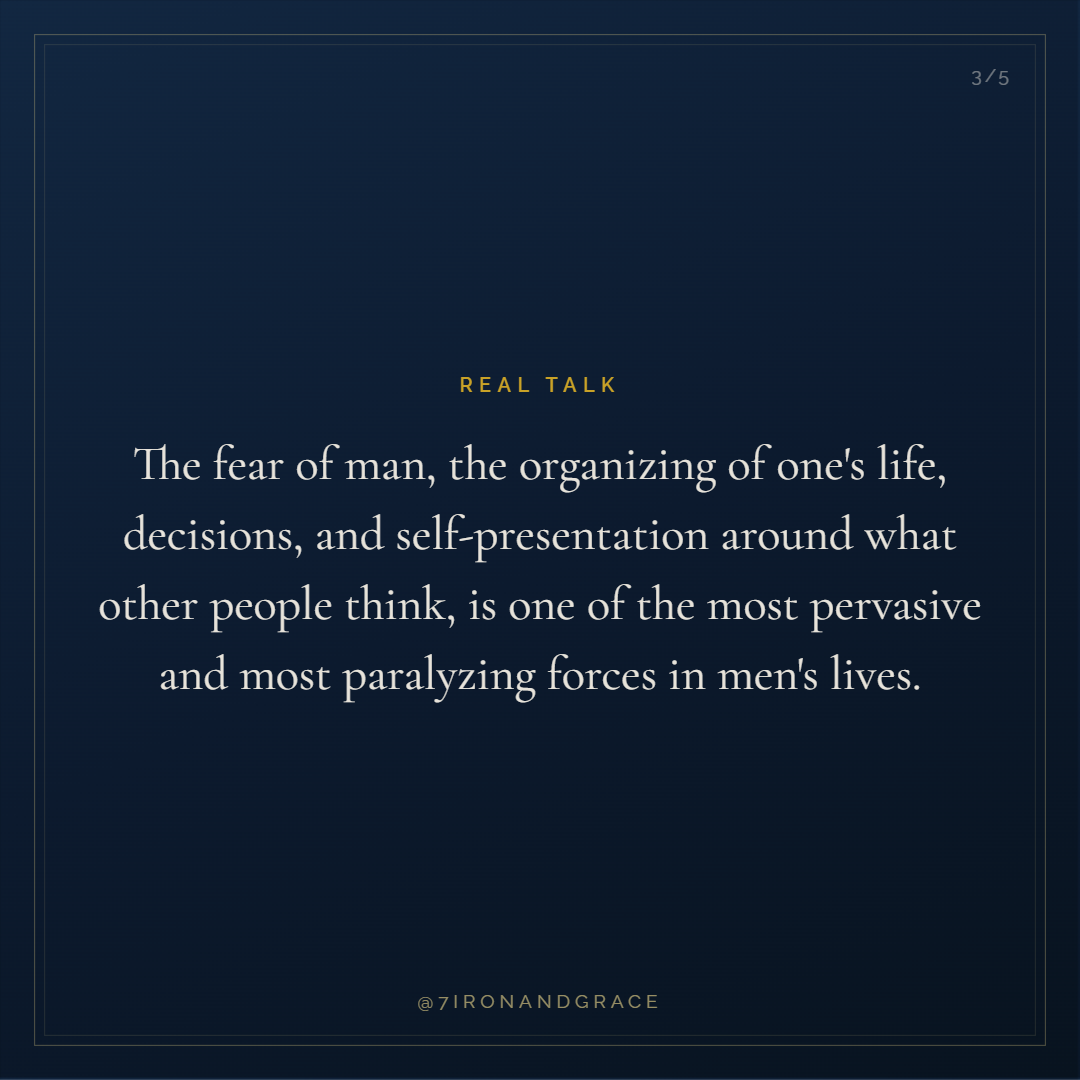 3/5
REAL TALK
The fear of man, the organizing of one's life,
decisions, and self-presentation around what
other people think, is one of the most pervasive
and most paralyzing forces in men's lives.
@7IRONANDGRACE